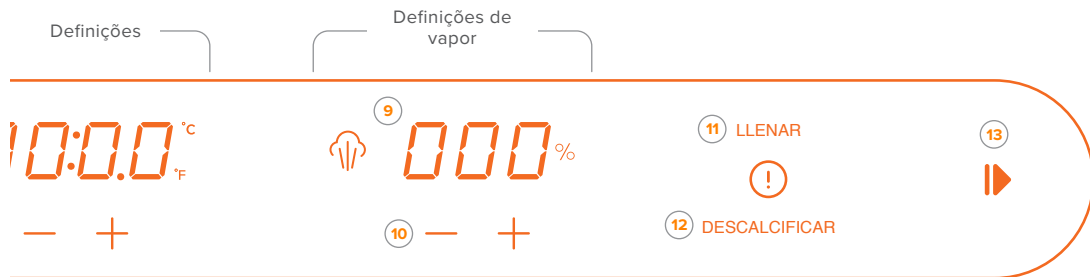 Definições
Definições de
vapor
10:0.0 °C
°F
9
000%
11 LLENAR
13
!
10 — +
12 DESCALCIFICAR